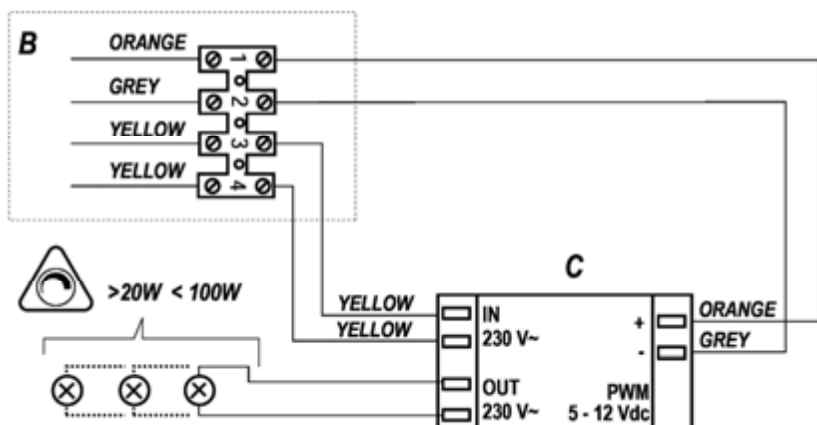 B
ORANGE
GREY
YELLOW
YELLOW
1
2
3
4
>20W < 100W
C
YELLOW
YELLOW
IN
230 V~
OUT
230 V~
+
-
PWM
5 - 12 Vdc
ORANGE
GREY